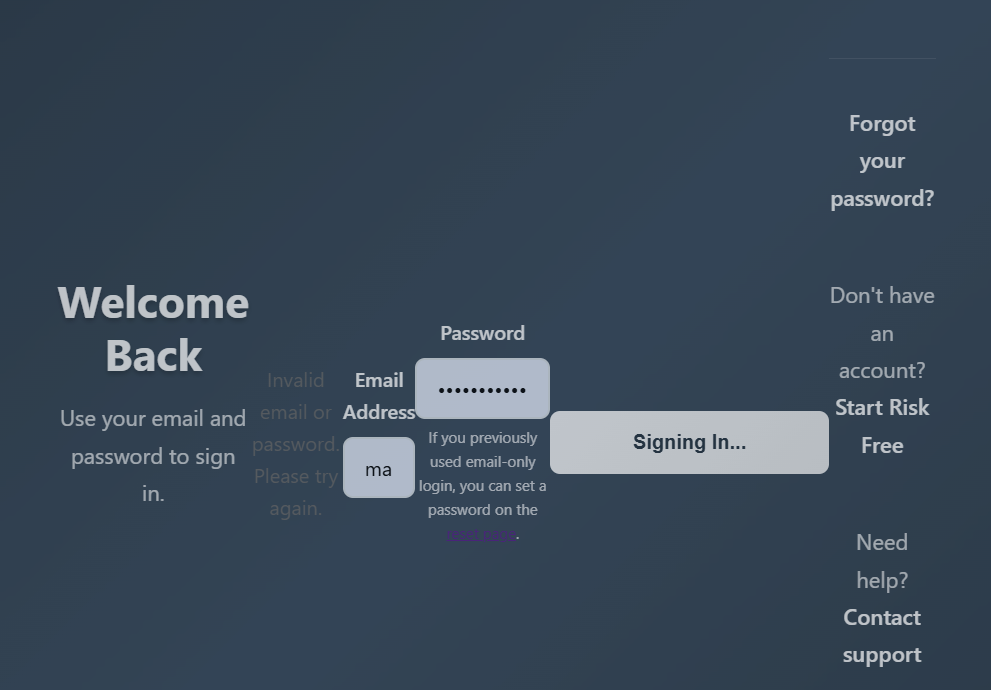 Welcome
Back
Use your email and
password to sign
in.
Invalid
email or
password.
Please try
again.
Email
Address
ma
Password
•••••••••••
If you previously
used email-only
login, you can set a
password on the
reset page.
Signing In...
Forgot
your
password?
Don't have
an
account?
Start Risk
Free
Need
help?
Contact
support